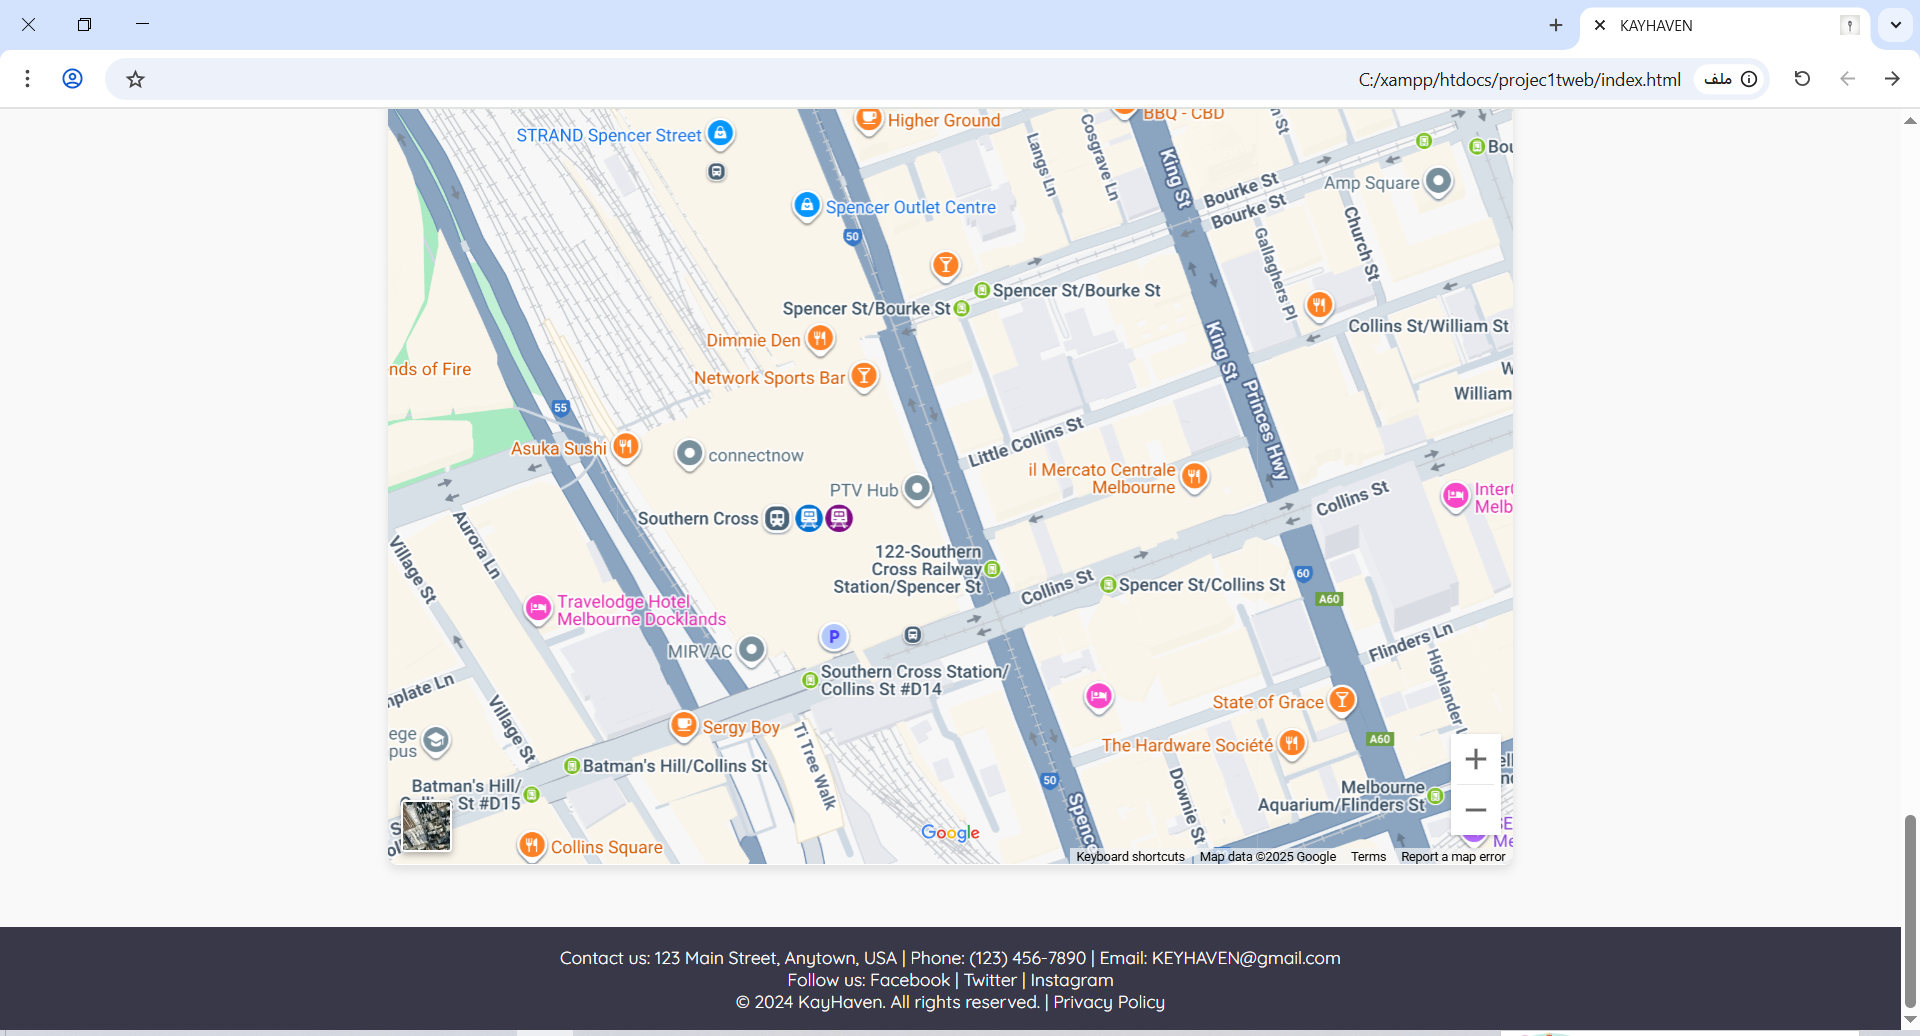 KAYHAVEN
C:/xampp/htdocs/projec1tweb/index.html
ملف
STRAND Spencer Street
Higher Ground
BBQ - CBD
Langs Ln
Cosgrave Ln
King St
Bourke St
Bourke St
Amp Square
Church St
Gallaghers Pl
Spencer Outlet Centre
50
Spencer St/Bourke St
Spencer St/Bourke St
Dimmie Den
Network Sports Bar
Collins St/William St
William
King St
Princes Hwy
nds of Fire
55
Asuka Sushi
connectnow
Little Collins St
il Mercato Centrale
Melbourne
PTV Hub
Southern Cross
Collins St
Aurora Ln
Village St
122-Southern
Cross Railway
Station/Spencer St
Collins St
Spencer St/Collins St
60
A60
Travelodge Hotel
Melbourne Docklands
MIRVAC
P
Flinders Ln
Southern Cross Station/
Collins St #D14
Village St
Sergy Boy
Ti Tree Walk
State of Grace
The Hardware Société
A60
Batman's Hill/Collins St
Batman's Hill/
St #D15
50
Downie St
Melbourne
Aquarium/Flinders St
Collins Square
Google
Keyboard shortcuts
Map data ©2025 Google
Terms
Report a map error
Contact us: 123 Main Street, Anytown, USA | Phone: (123) 456-7890 | Email: KEYHAVEN@gmail.com
Follow us: Facebook | Twitter | Instagram
© 2024 KayHaven. All rights reserved. | Privacy Policy